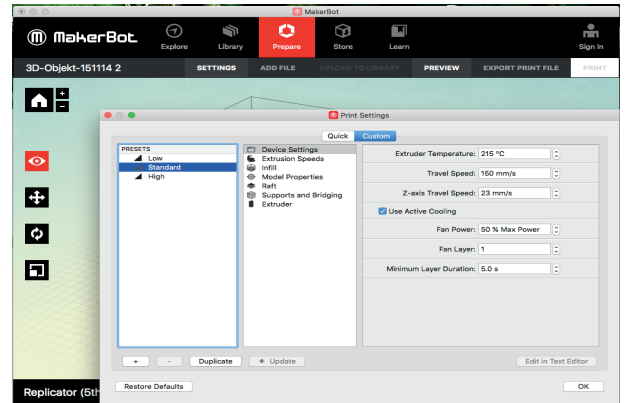 MakerBot
MakerBot
Explore
Library
Prepare
Store
Learn
Sign In
3D-Objekt-151114 2
SETTINGS
ADD FILE
UPLOAD TO LIBRARY
PREVIEW
EXPORT PRINT FILE
PRINT
+
-
Print Settings
Quick
Custom
PRESETS
Low
Standard
High
Device Settings
Extrusion Speeds
Infill
Model Properties
Raft
Supports and Bridging
Extruder
Extruder Temperature: 215 °C
Travel Speed: 150 mm/s
Z-axis Travel Speed: 23 mm/s
Use Active Cooling
Fan Power: 50 % Max Power
Fan Layer: 1
Minimum Layer Duration: 5.0 s
+
-
Duplicate
Update
Edit in Text Editor
Restore Defaults
OK
Replicator (5th